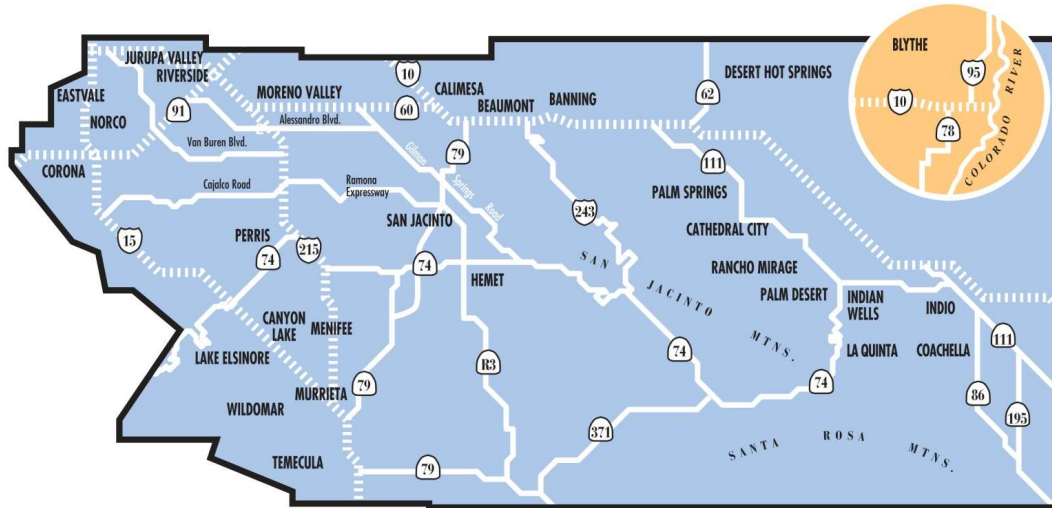 JURUPA VALLEY
RIVERSIDE
EASTVALE
NORCO
91
CORONA
Van Buren Blvd.
Alessandro Blvd.
MORENO VALLEY
10
60
CALIMESA
BEAUMONT
BANNING
62
DESERT HOT SPRINGS
BLYTHE
95
10
78
COLORADO RIVER
79
Gilman Springs Road
Cajalco Road
Ramona
Expressway
SAN JACINTO
243
111
PALM SPRINGS
CATHEDRAL CITY
RANCHO MIRAGE
PALM DESERT
INDIAN
WELLS
INDIO
15
PERRIS
74
215
74
HEMET
SAN JACINTO MTNS.
CANYON
LAKE
MENIFEE
LAKE ELSINORE
R3
74
LA QUINTA
COACHELLA
111
79
MURRIETA
WILDOMAR
74
86
195
371
TEMECULA
79
SANTA ROSA MTNS.